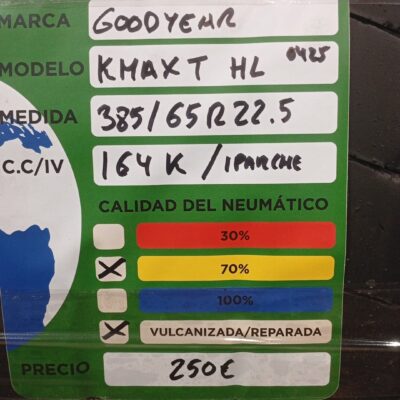 MARCA GOODYEAR
MODELO KMAX T HL 0425
MEDIDA 385/65R22.5
C.C/IV 164K / 1PARCHE
CALIDAD DEL NEUMÁTICO
30%
X 70%
100%
X VULCANIZADA/REPARADA
PRECIO 250€